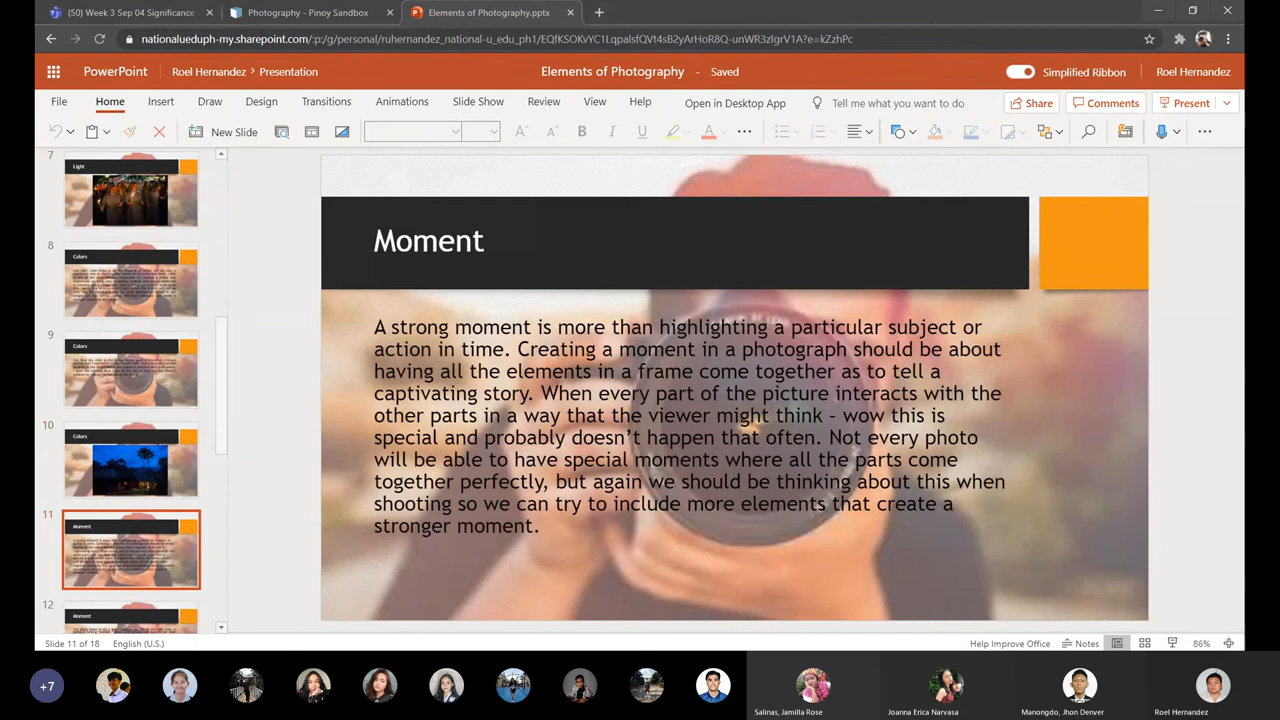 (50) Week 3 Sep 04 Significance
Photography - Pinoy Sandbox
Elements of Photography.pptx
nationalueduph-my.sharepoint.com/:p:/g/personal/ruhernandez_national-u_edu_ph1/EQfKSOKvYC1LqpalsfQVt4sB2yArHoR8Q-unWR3zIgrV1A?e=kZzhPc
PowerPoint
Roel Hernandez > Presentation
Elements of Photography - Saved
Simplified Ribbon
Roel Hernandez
File Home Insert Draw Design Transitions Animations Slide Show Review View Help
Open in Desktop App
Tell me what you want to do
Share
Comments
Present
New Slide
7
Light
8
Colors
9
Colors
10
Colors
11
Moment
12
Moment
Moment
A strong moment is more than highlighting a particular subject or
action in time. Creating a moment in a photograph should be about
having all the elements in a frame come together as to tell a
captivating story. When every part of the picture interacts with the
other parts in a way that the viewer might think – wow this is
special and probably doesn't happen that often. Not every photo
will be able to have special moments where all the parts come
together perfectly, but again we should be thinking about this when
shooting so we can try to include more elements that create a
stronger moment.
Slide 11 of 18
English (U.S.)
Help Improve Office
Notes
86%
+7
Salinas, Jamilla Rose
Joanna Erica Narvasa
Manongdo, Jhon Denver
Roel Hernandez